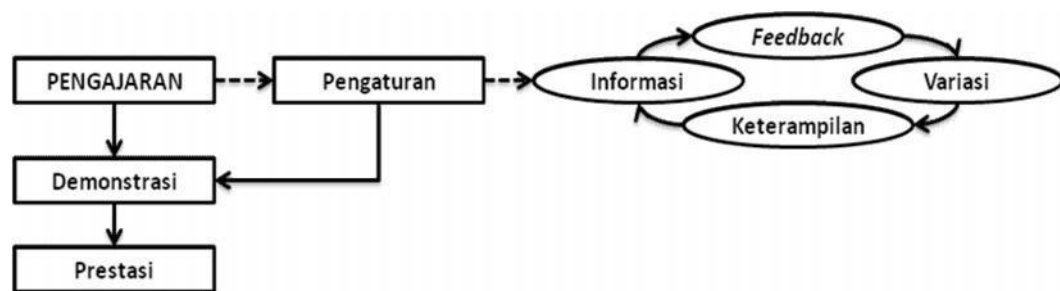 Feedback
PENGAJARAN
Pengaturan
Informasi
Variasi
Keterampilan
Demonstrasi
Prestasi